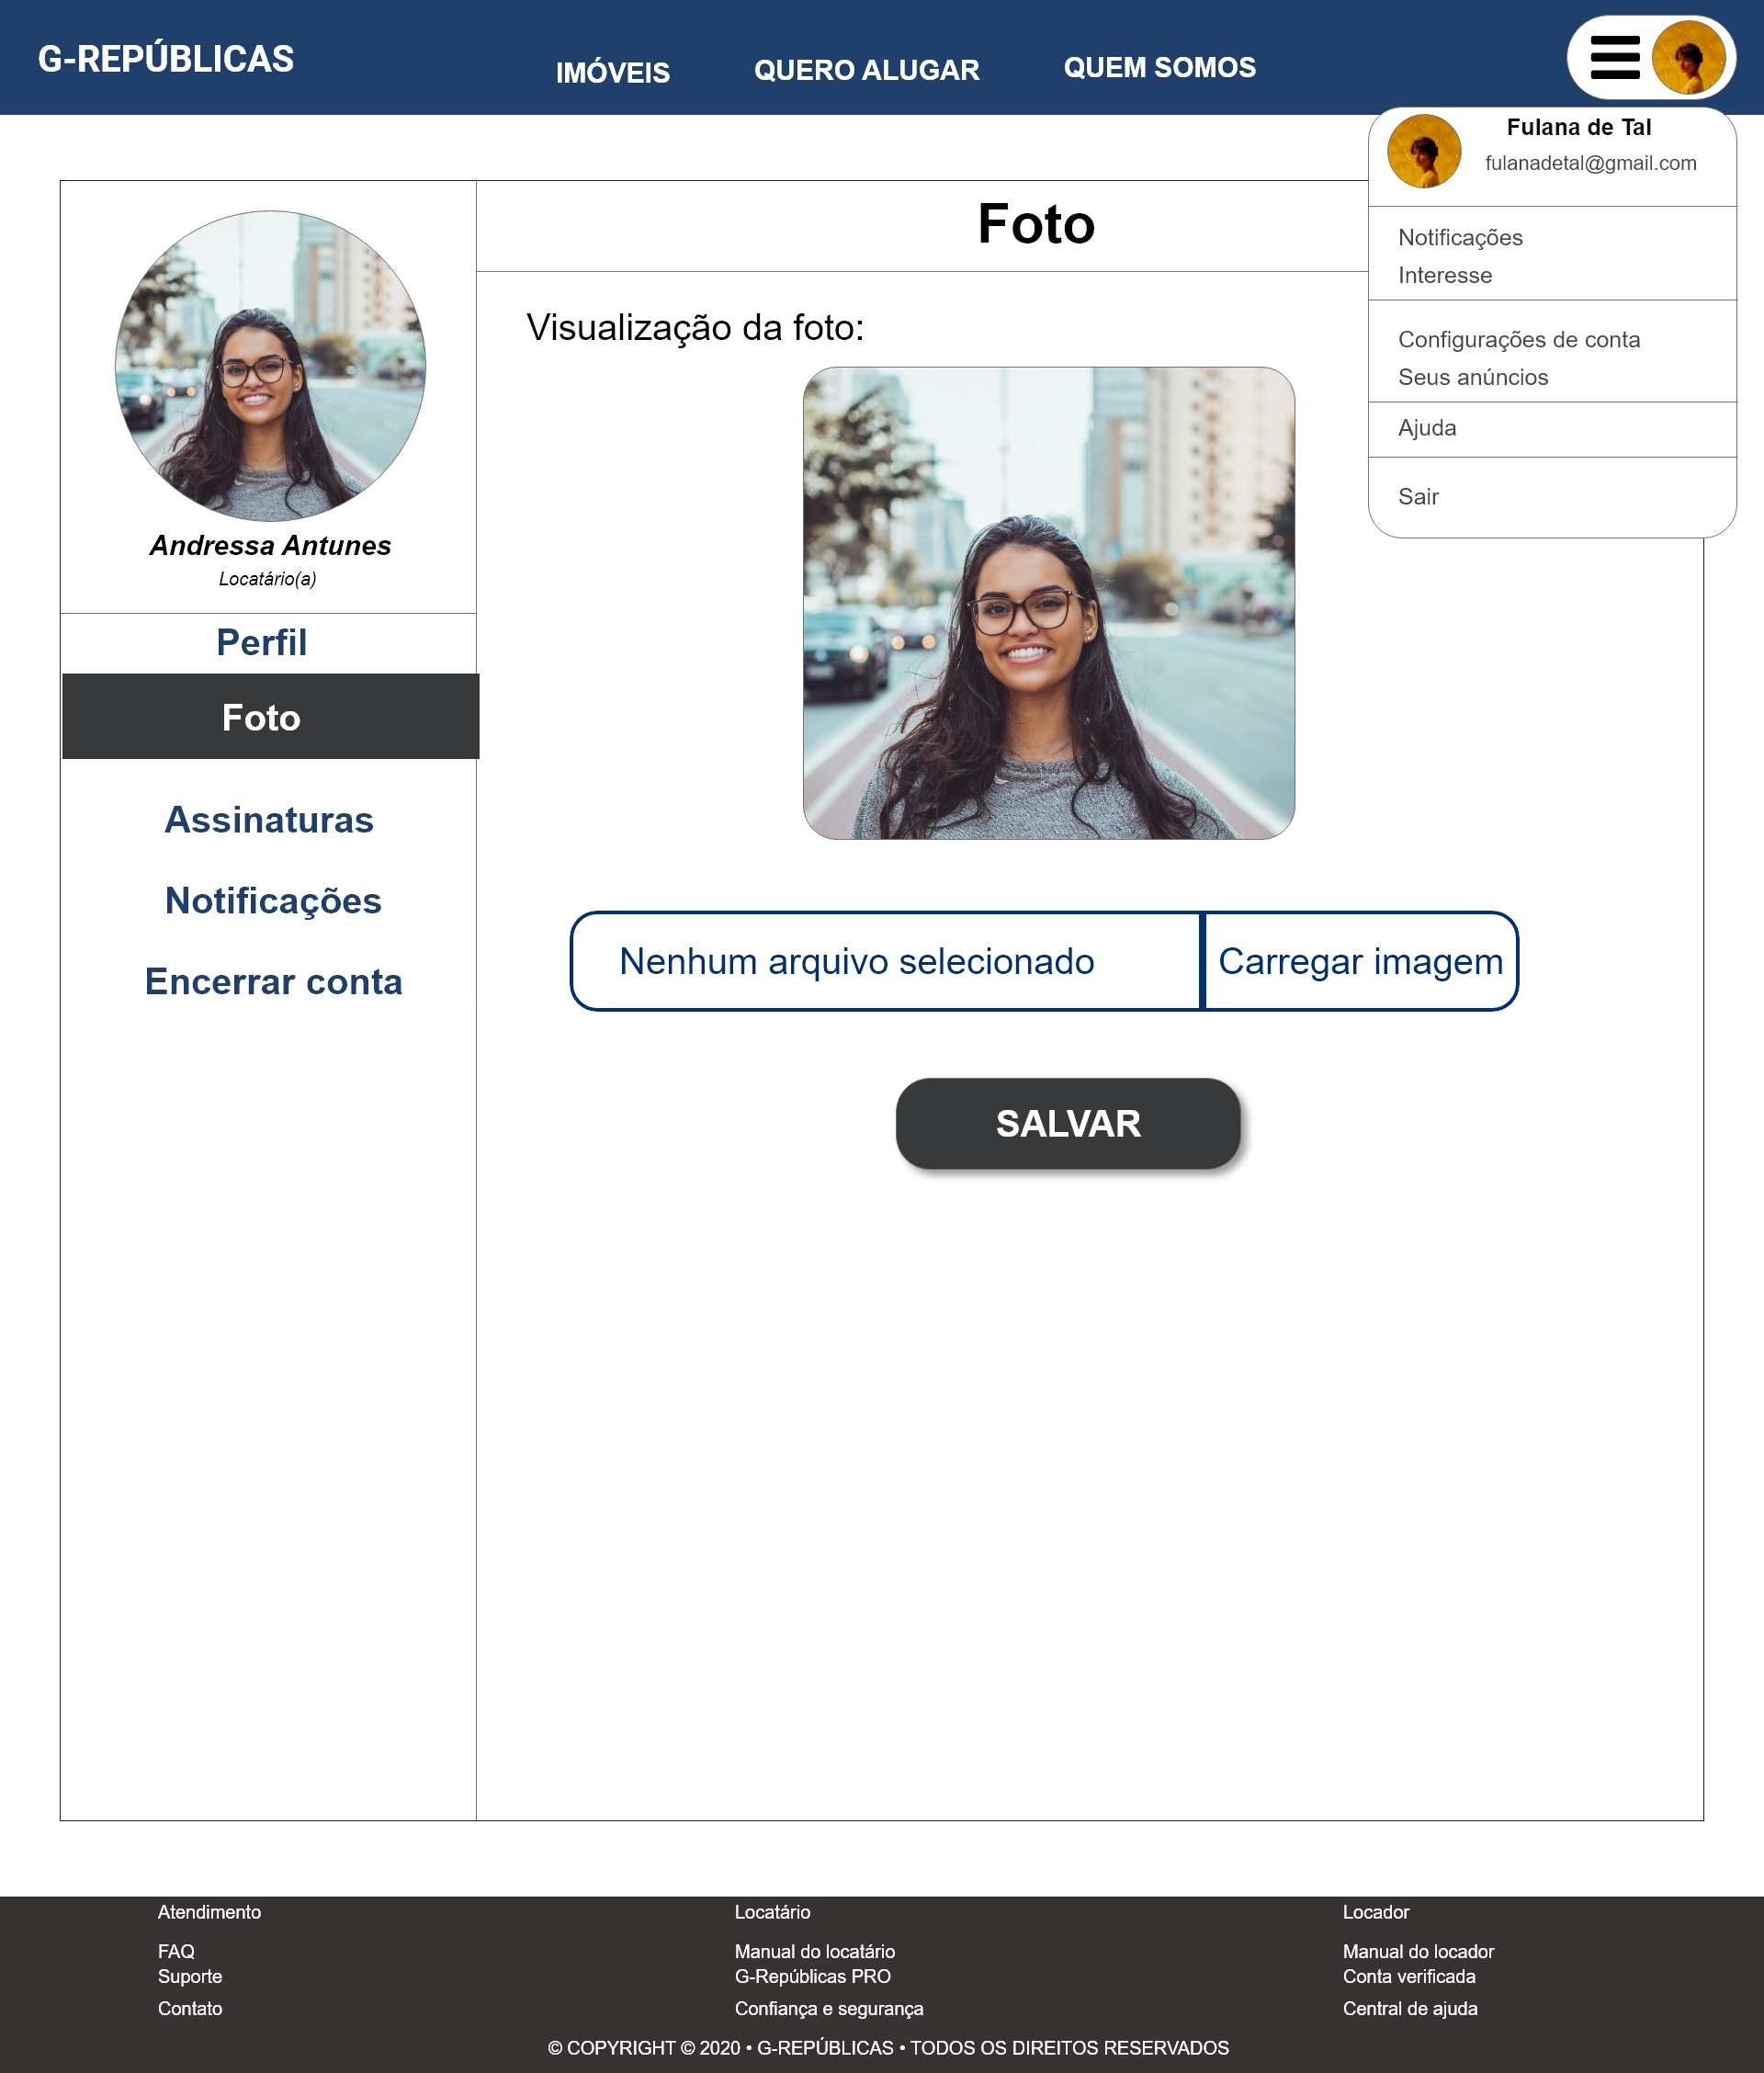 G-REPÚBLICAS
IMÓVEIS
QUERO ALUGAR
QUEM SOMOS
Fulana de Tal
fulanadetal@gmail.com
Notificações
Interesse
Configurações de conta
Seus anúncios
Ajuda
Sair
Andressa Antunes
Locatário(a)
Perfil
Foto
Assinaturas
Notificações
Encerrar conta
Foto
Visualização da foto:
Nenhum arquivo selecionado
Carregar imagem
SALVAR
Atendimento
FAQ
Suporte
Contato
Locatário
Manual do locatário
G-Repúblicas PRO
Confiança e segurança
Locador
Manual do locador
Conta verificada
Central de ajuda
© COPYRIGHT © 2020 • G-REPÚBLICAS • TODOS OS DIREITOS RESERVADOS